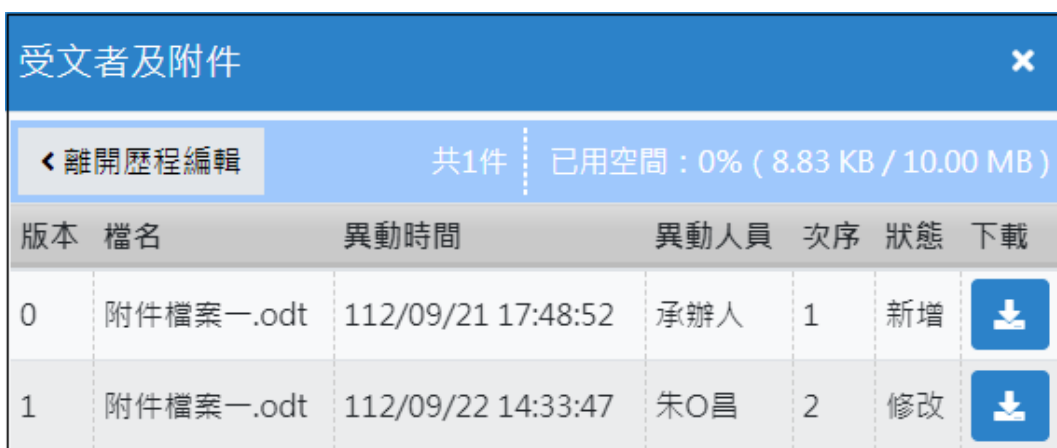 受文者及附件
離開歷程編輯 共1件 已用空間：0% ( 8.83 KB / 10.00 MB )
版本 檔名 異動時間 異動人員 次序 狀態 下載
0 附件檔案一.odt 112/09/21 17:48:52 承辦人 1 新增
1 附件檔案一.odt 112/09/22 14:33:47 朱O昌 2 修改